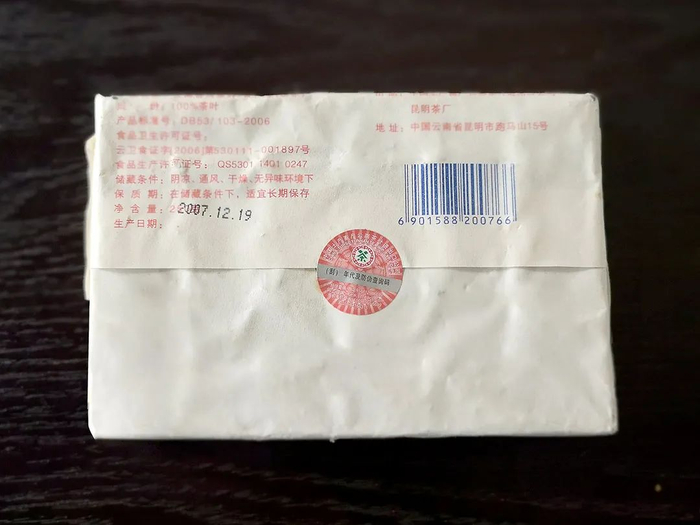 料：100%茶叶
产品标准号：DB53/103-2006
食品卫生许可证号：
云卫食证字[2006]第530111-001897号
食品生产许可证号：QS5301 1401 0247
储藏条件：阴凉、通风、干燥、无异味环境下
保 质 期：在储藏条件下，适宜长期保存
净 含 量：2
2007.12.19
生产日期：
昆明茶厂
地 址：中国云南省昆明市跑马山15号
6 901588 200766
茶
(刮) 年代及防伪查询码